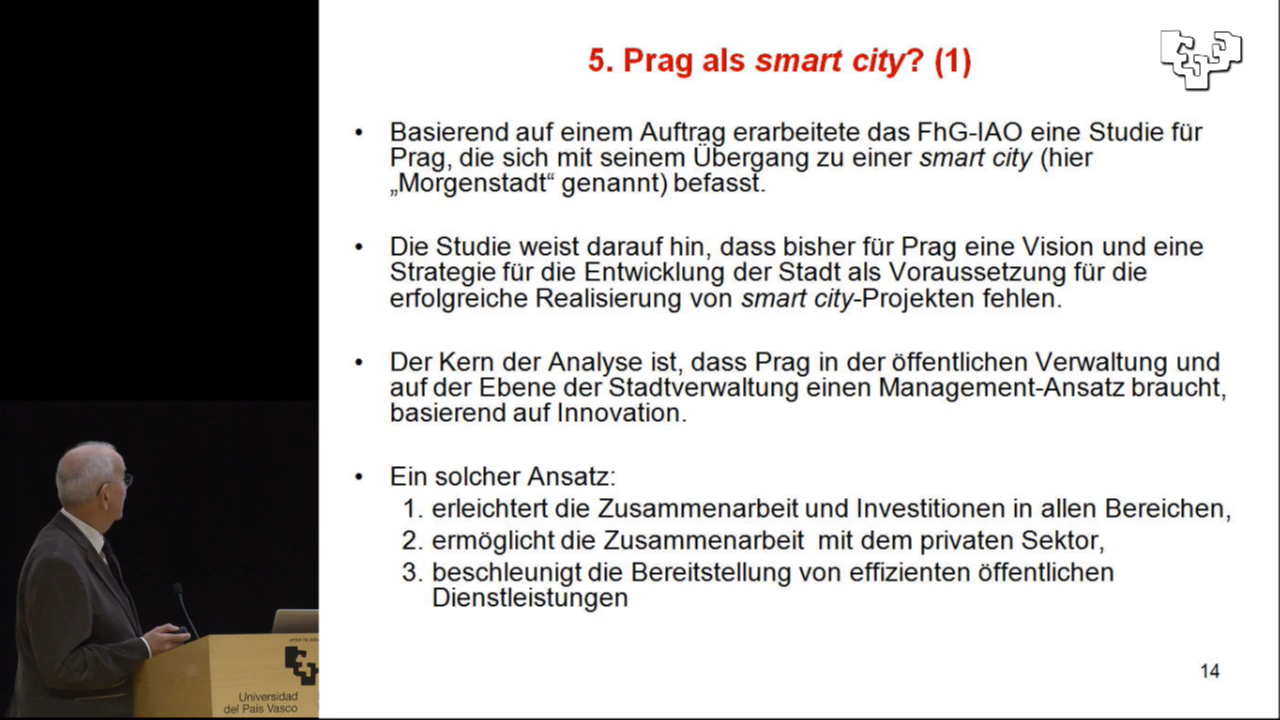 5. Prag als smart city? (1)
• Basierend auf einem Auftrag erarbeitete das FhG-IAO eine Studie für
Prag, die sich mit seinem Übergang zu einer smart city (hier
„Morgenstadt“ genannt) befasst.
• Die Studie weist darauf hin, dass bisher für Prag eine Vision und eine
Strategie für die Entwicklung der Stadt als Voraussetzung für die
erfolgreiche Realisierung von smart city-Projekten fehlen.
• Der Kern der Analyse ist, dass Prag in der öffentlichen Verwaltung und
auf der Ebene der Stadtverwaltung einen Management-Ansatz braucht,
basierend auf Innovation.
• Ein solcher Ansatz:
1. erleichtert die Zusammenarbeit und Investitionen in allen Bereichen,
2. ermöglicht die Zusammenarbeit mit dem privaten Sektor,
3. beschleunigt die Bereitstellung von effizienten öffentlichen
Dienstleistungen
14
Universidad
del País Vasco